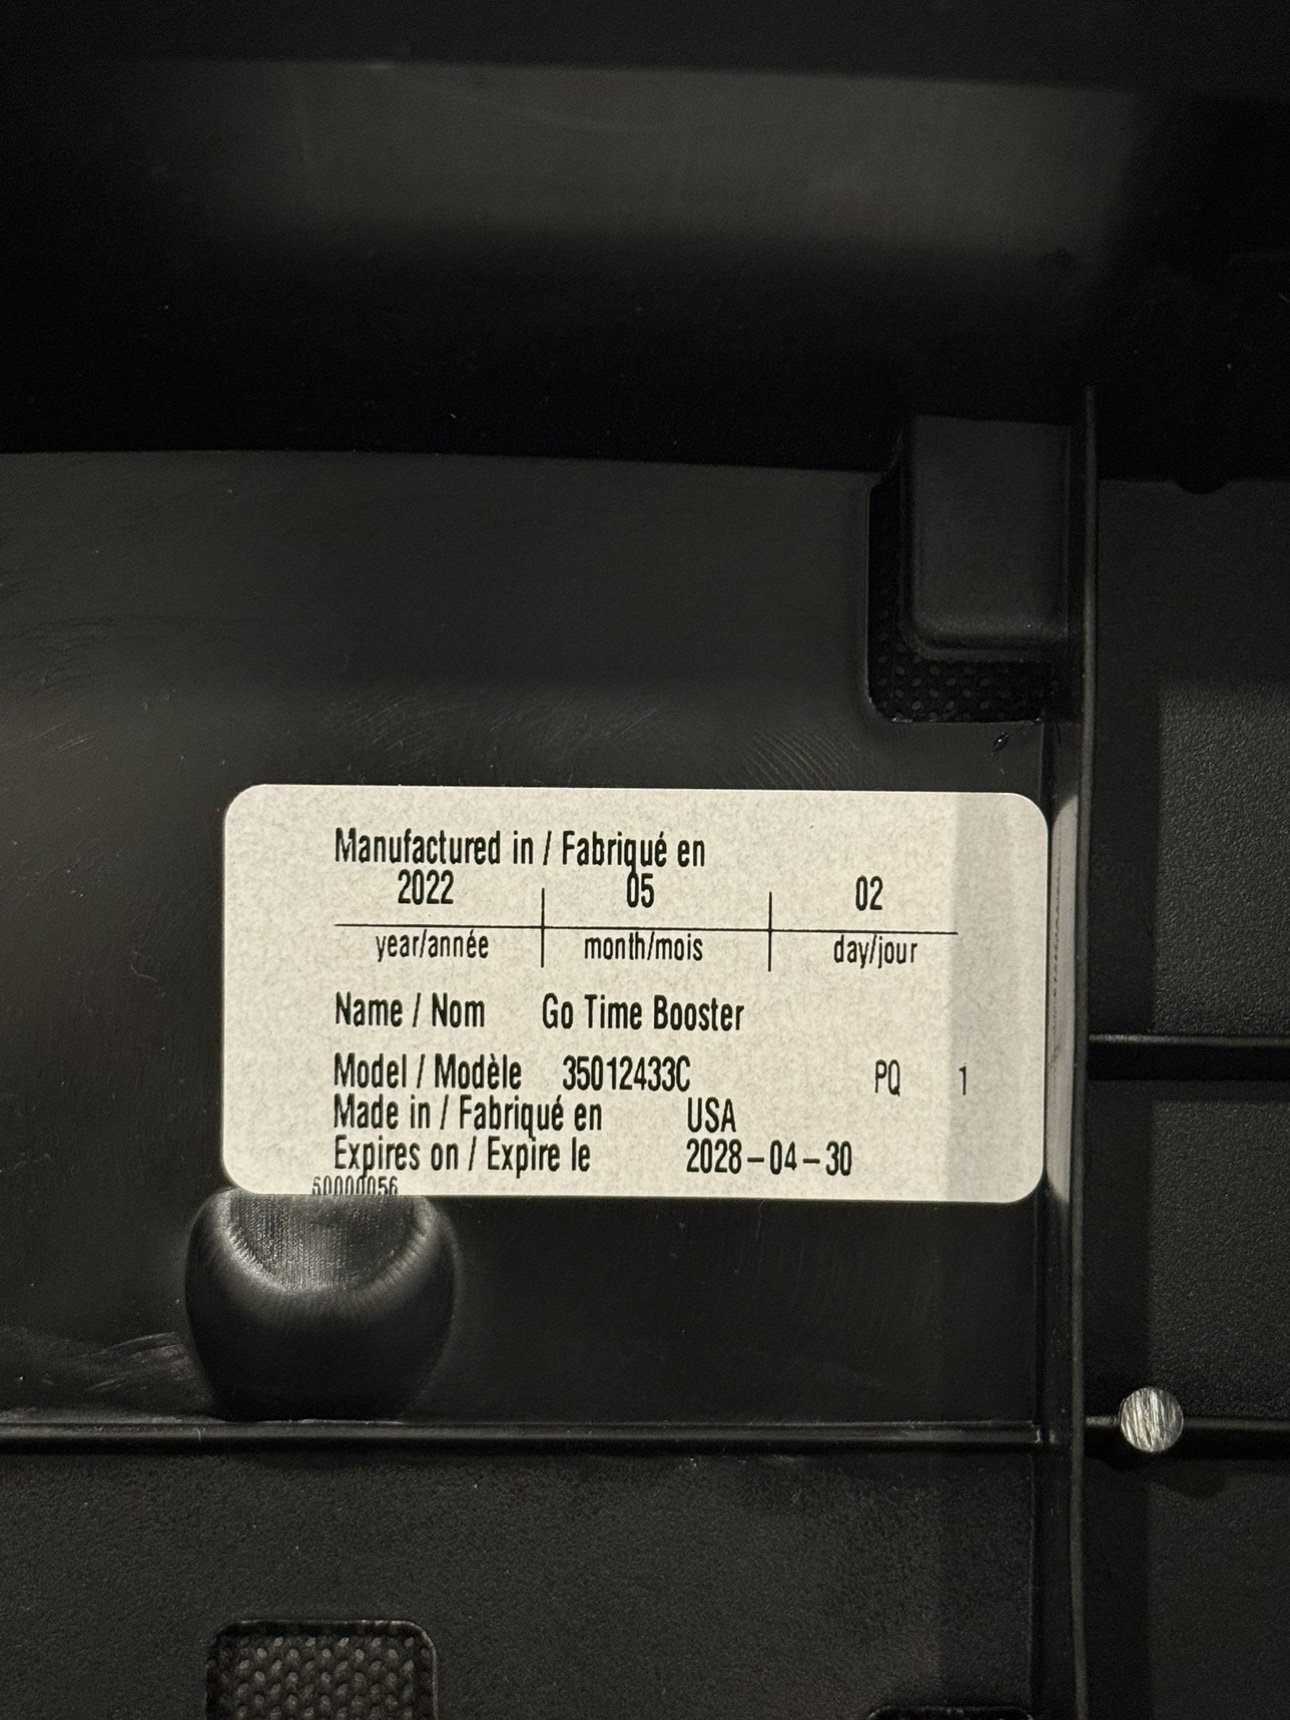 Manufactured in / Fabriqué en
2022 05 02
year/année month/mois day/jour
Name / Nom Go Time Booster
Model / Modèle 35012433C PQ 1
Made in / Fabriqué en USA
Expires on / Expire le 2028-04-30
60000056